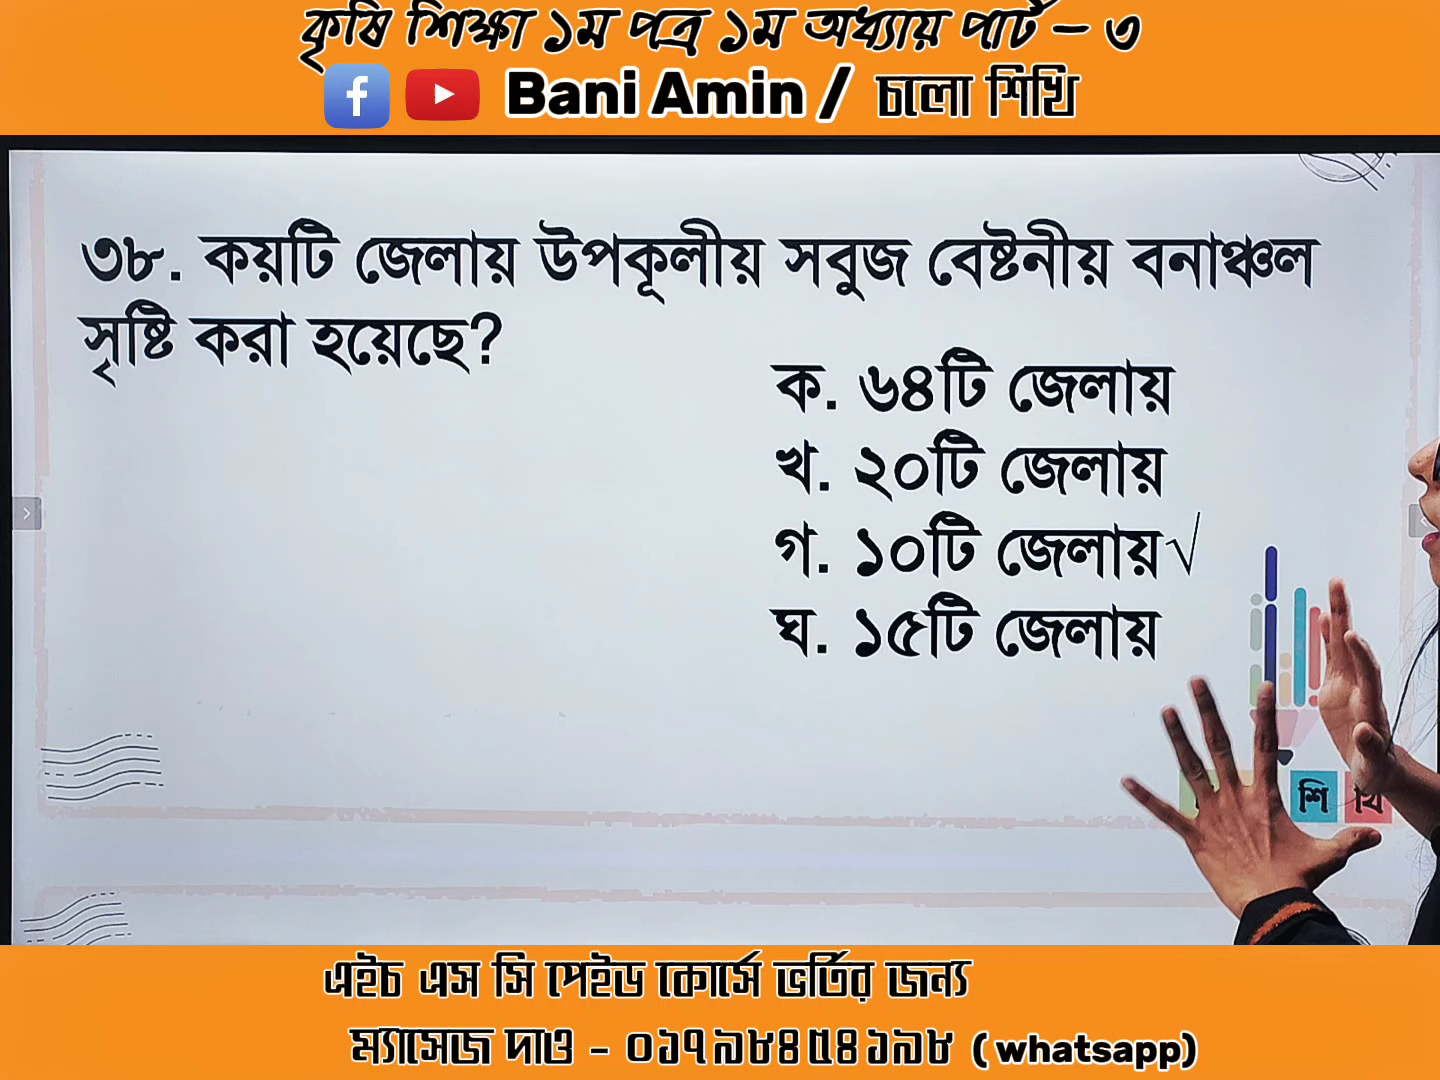 কৃষি শিক্ষা ১ম পত্র ১ম অধ্যায় পার্ট – ৩
Bani Amin / চলো শিখি
৩৮. কয়টি জেলায় উপকূলীয় সবুজ বেষ্টনীয় বনাঞ্চল
সৃষ্টি করা হয়েছে?
ক. ৬৪টি জেলায়
খ. ২০টি জেলায়
গ. ১০টি জেলায়√
ঘ. ১৫টি জেলায়
শি খি
এইচ এস সি পেইড কোর্সে ভর্তির জন্য
ম্যাসেজ দাও - ০১৭৯৮৪৫৪১৯৮ (whatsapp)